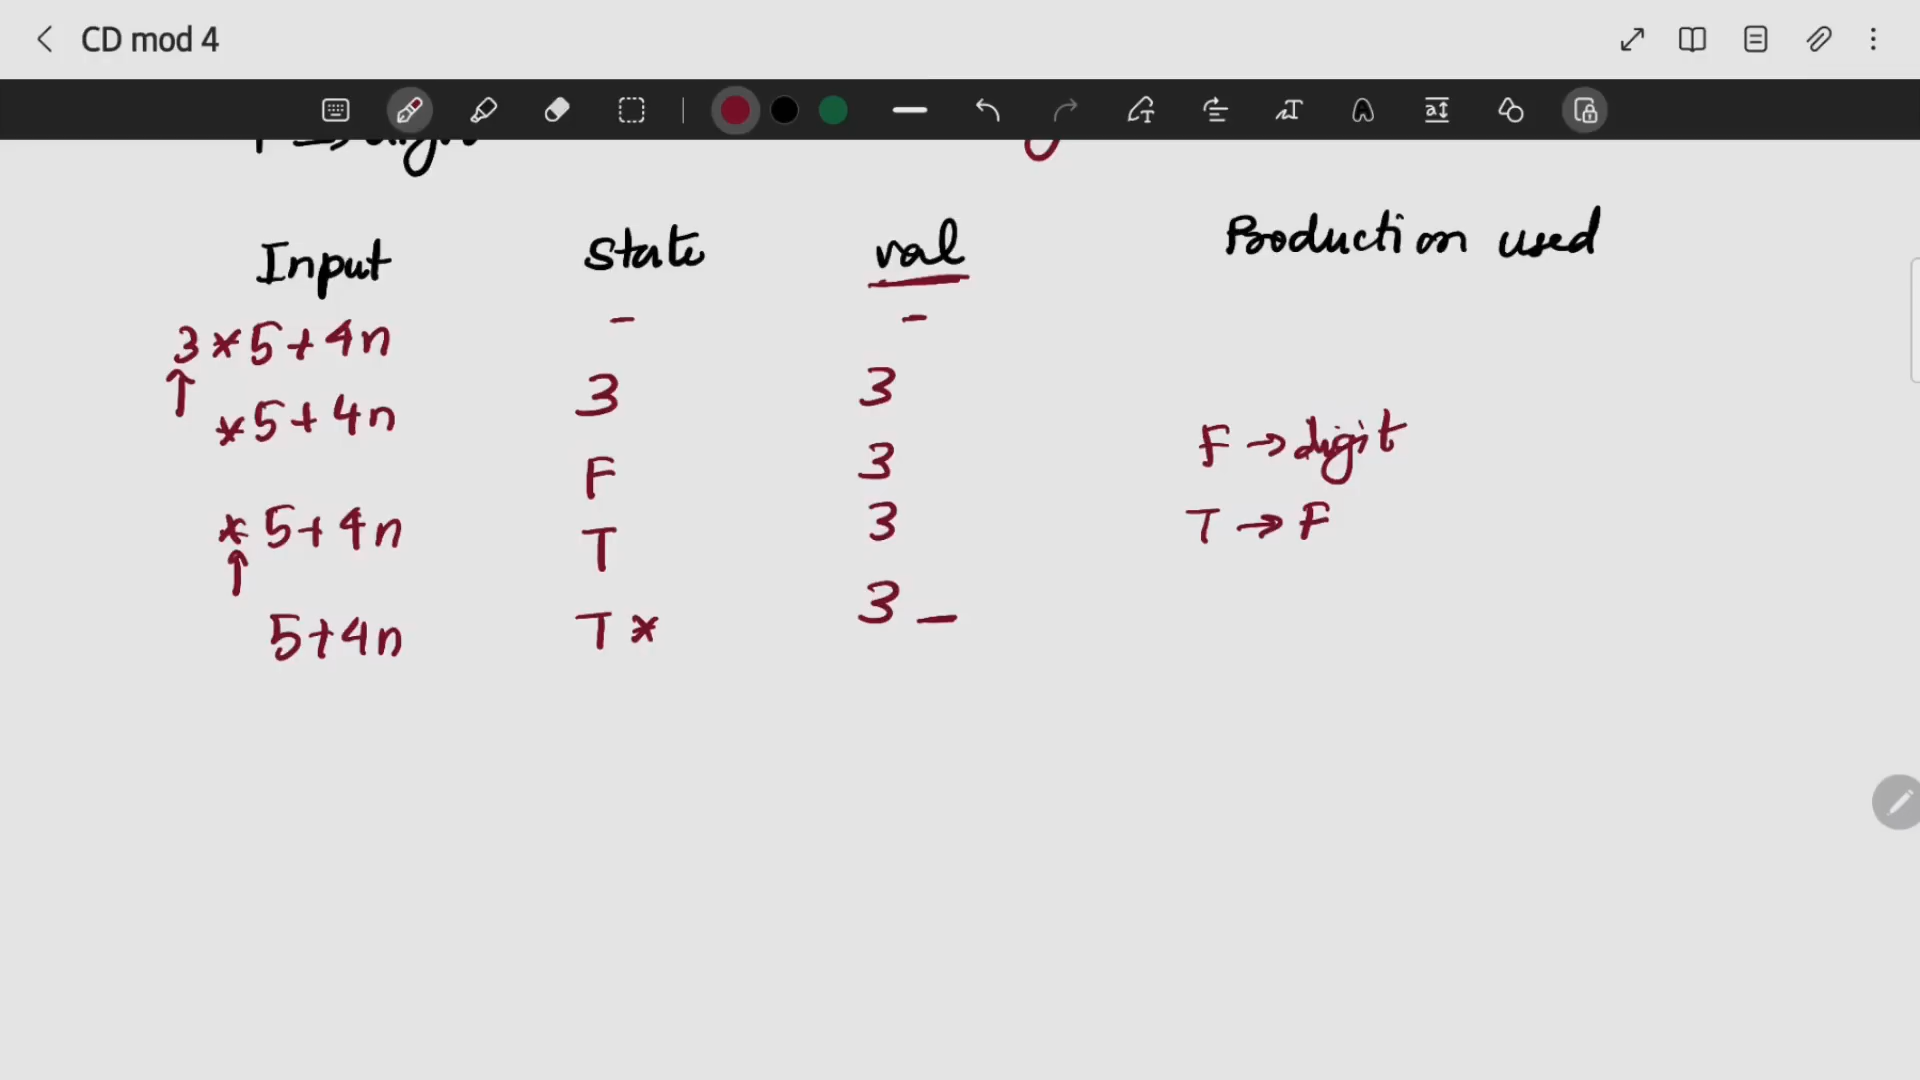 CD mod 4
F → digit
Input state val Production used
3 * 5 + 4n - -
↑ 3 3
* 5 + 4n F → digit
F 3
* 5 + 4n T 3 T → F
↑
5 + 4n T * 3 _